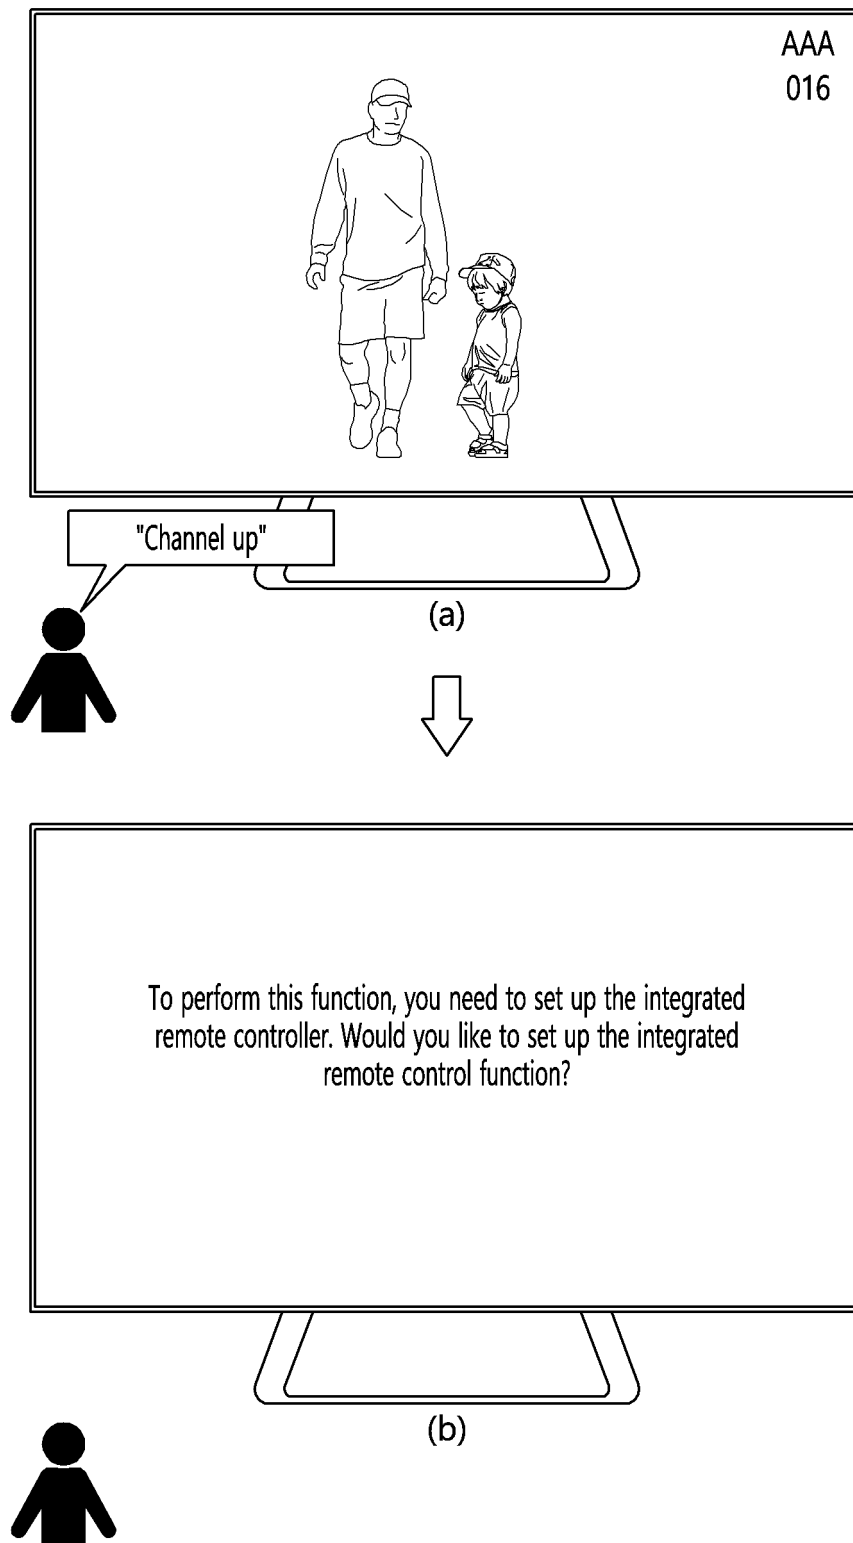 AAA
016
"Channel up"
(a)
To perform this function, you need to set up the integrated
remote controller. Would you like to set up the integrated
remote control function?
(b)